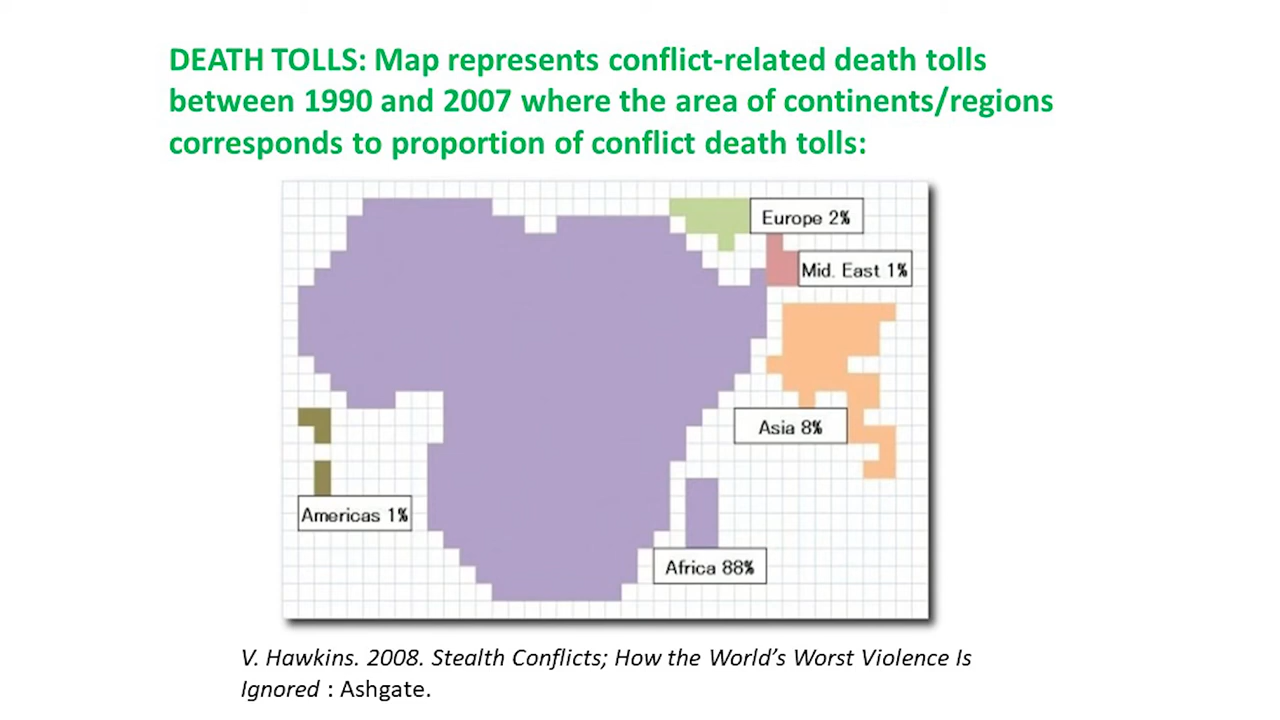 DEATH TOLLS: Map represents conflict-related death tolls
between 1990 and 2007 where the area of continents/regions
corresponds to proportion of conflict death tolls:
Europe 2%
Mid. East 1%
Asia 8%
Americas 1%
Africa 88%
V. Hawkins. 2008. Stealth Conflicts; How the World's Worst Violence Is
Ignored : Ashgate.